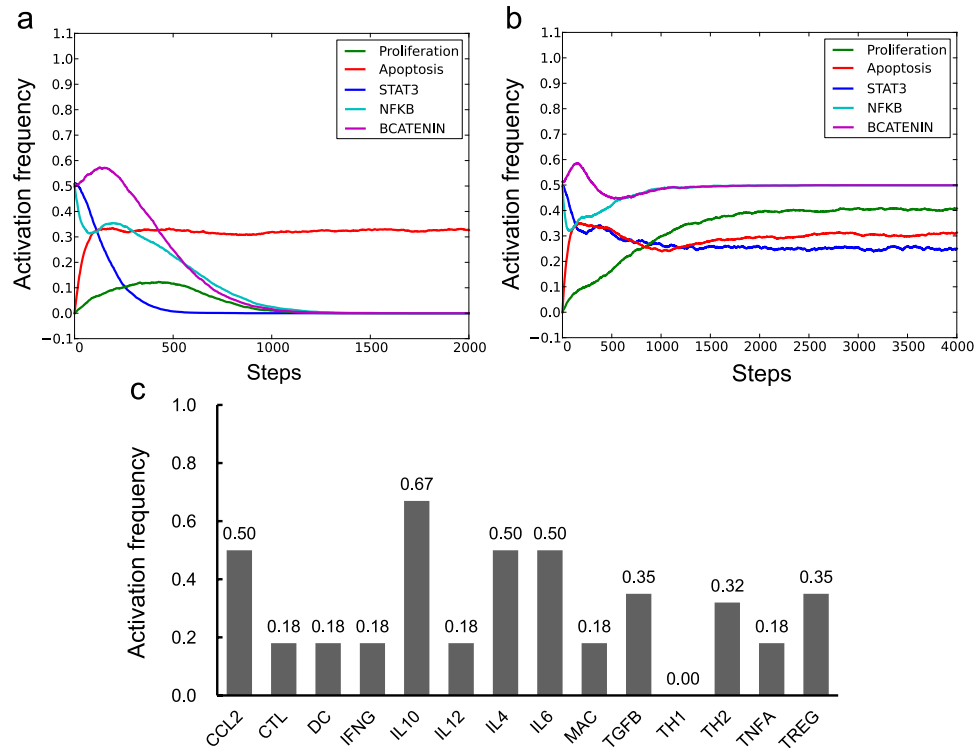 a
Activation frequency
1.1
1.0
0.9
0.8
0.7
0.6
0.5
0.4
0.3
0.2
0.1
0.0
−0.1
0
500
1000
1500
2000
Steps
Proliferation
Apoptosis
STAT3
NFKB
BCATENIN
b
Activation frequency
1.1
1.0
0.9
0.8
0.7
0.6
0.5
0.4
0.3
0.2
0.1
0.0
−0.1
0
500
1000
1500
2000
2500
3000
3500
4000
Steps
Proliferation
Apoptosis
STAT3
NFKB
BCATENIN
c
Activation frequency
1.0
0.8
0.6
0.4
0.2
0.0
0.50
0.18
0.18
0.18
0.67
0.18
0.50
0.50
0.18
0.35
0.00
0.32
0.18
0.35
CCL2
CTL
DC
IFNG
IL10
IL12
IL4
IL6
MAC
TGFB
TH1
TH2
TNFA
TREG